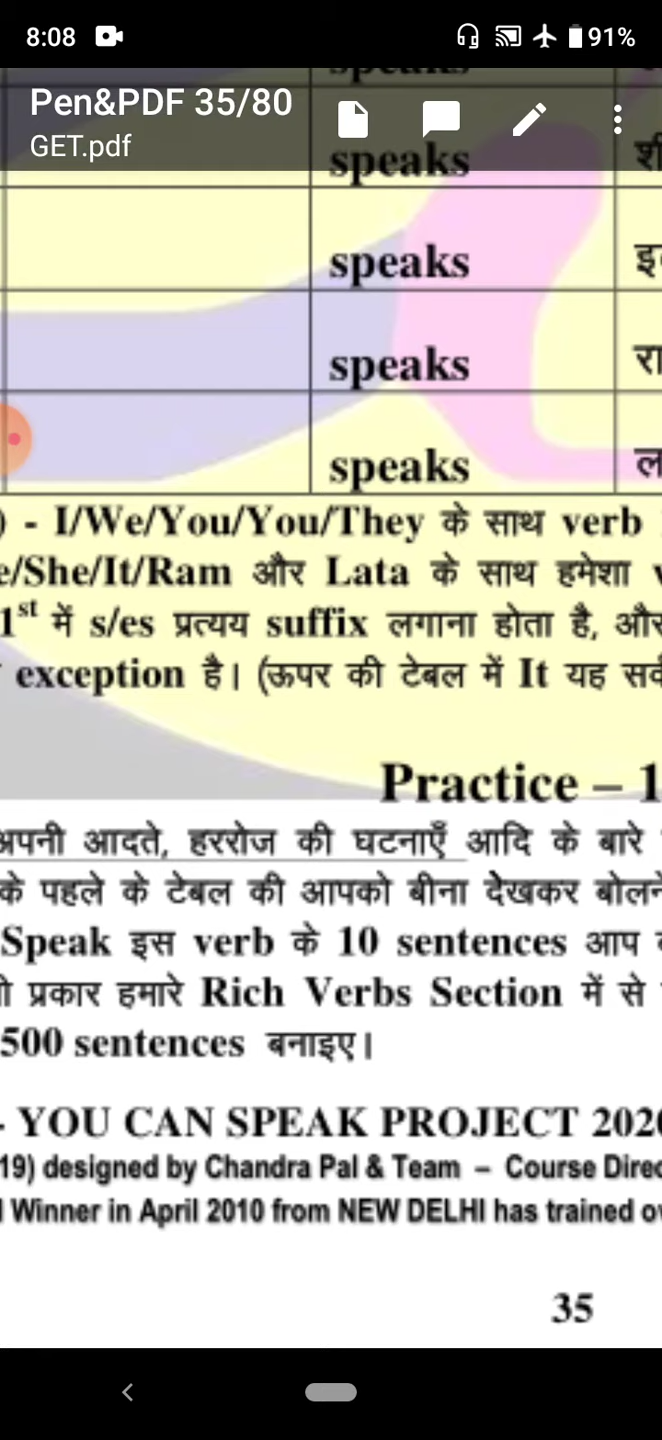 8:08 91%
Pen&PDF 35/80
GET.pdf
speaks
speaks
speaks
speaks
speaks
) - I/We/You/You/They के साथ verb
e/She/It/Ram और Lata के साथ हमेशा
1st में s/es प्रत्यय suffix लगाना होता है, और
exception है। (ऊपर की टेबल में It यह
Practice – 1
अपनी आदते, हररोज की घटनाएँ आदि के बारे
के पहले के टेबल की आपको बीना देखकर बोलने
Speak इस verb के 10 sentences आप
प्रकार हमारे Rich Verbs Section में से
500 sentences बनाइए।
- YOU CAN SPEAK PROJECT 2020
19) designed by Chandra Pal & Team – Course Direc
Winner in April 2010 from NEW DELHI has trained ov
35